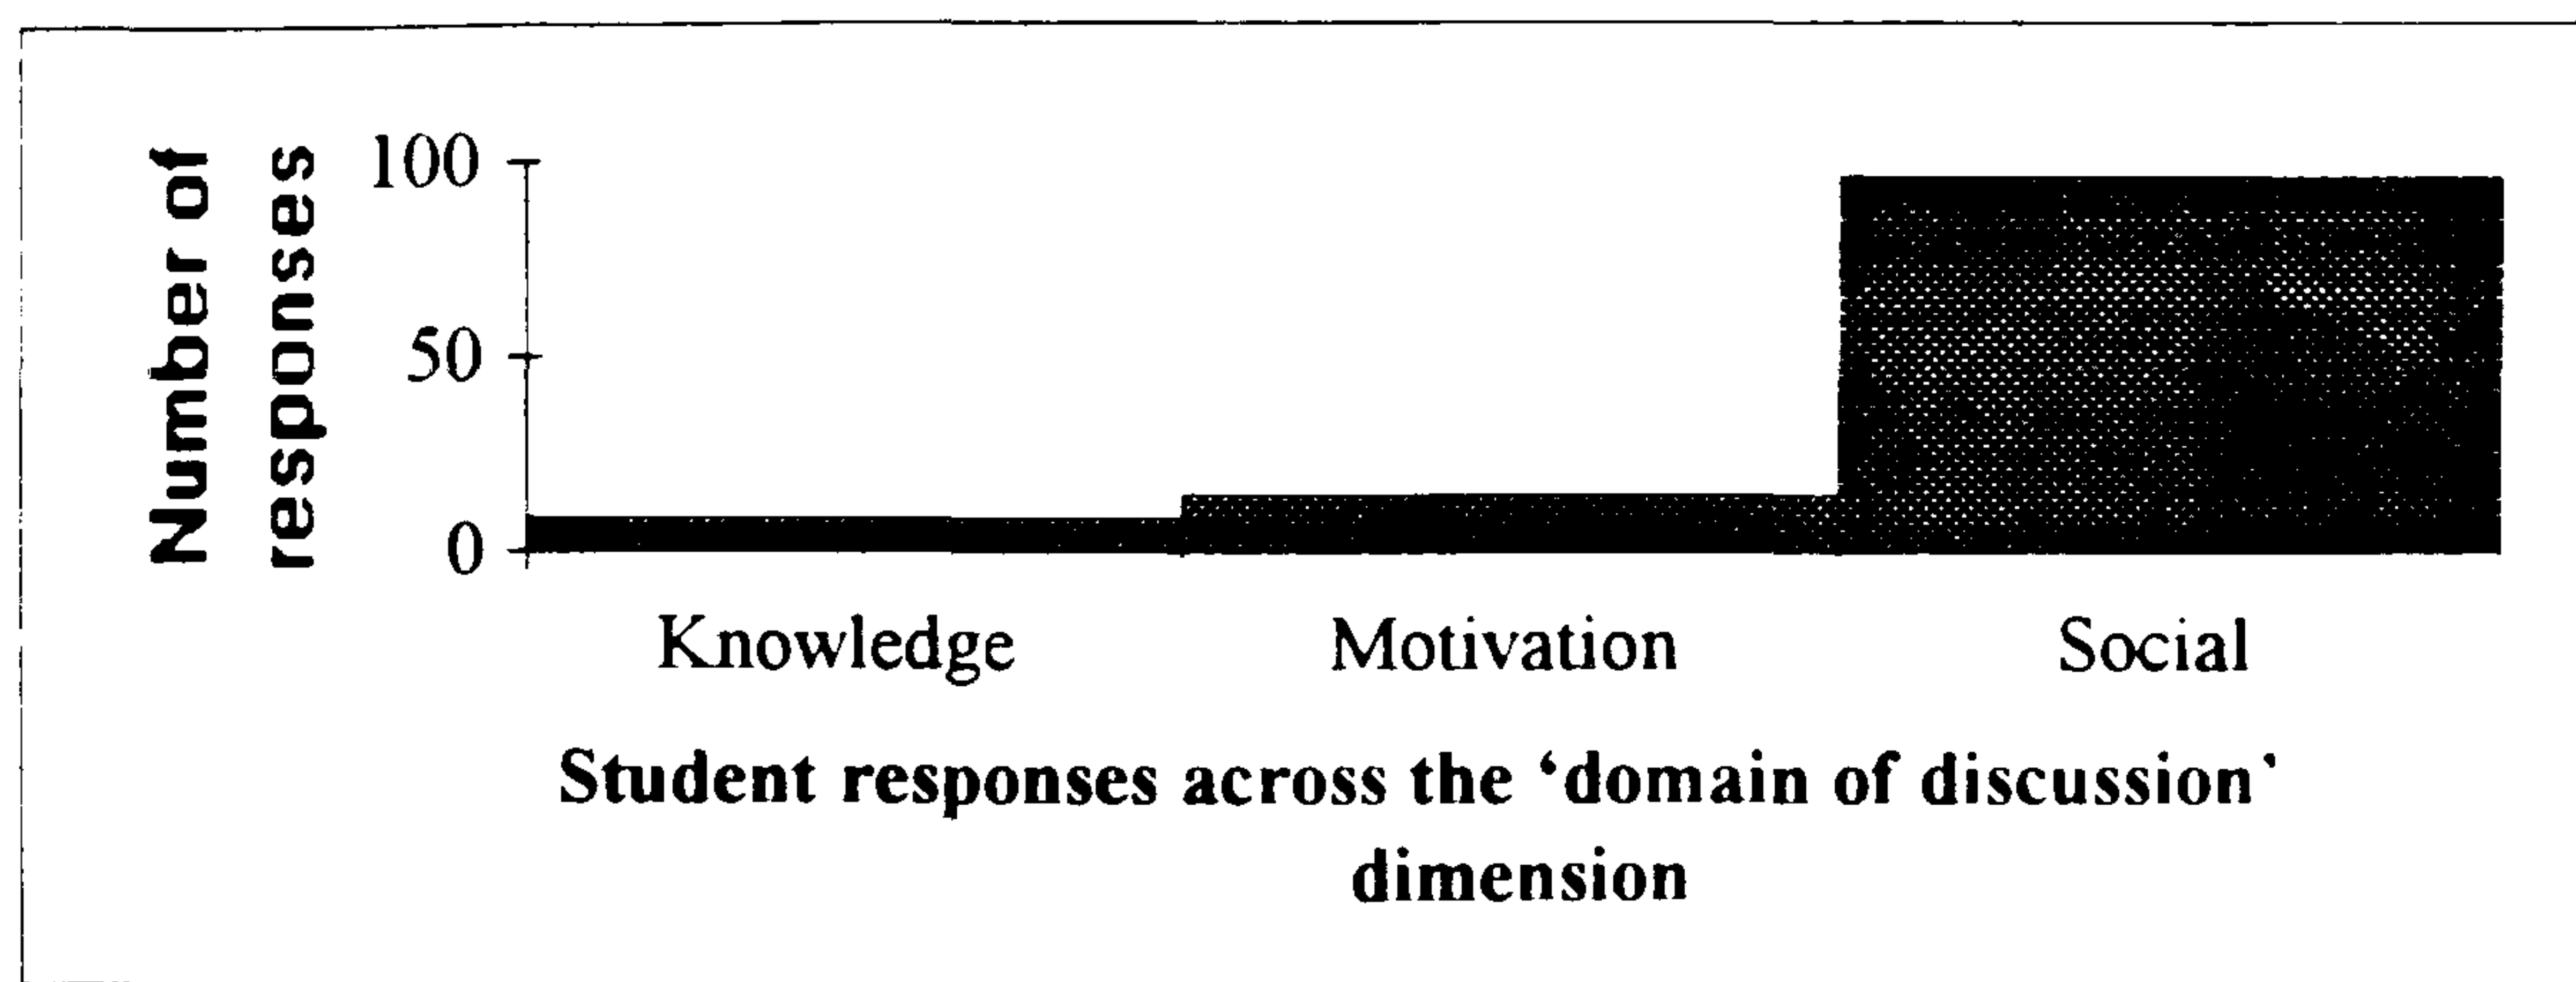 Number of
responses
100
50
0
Knowledge Motivation Social
Student responses across the ‘domain of discussion’
dimension